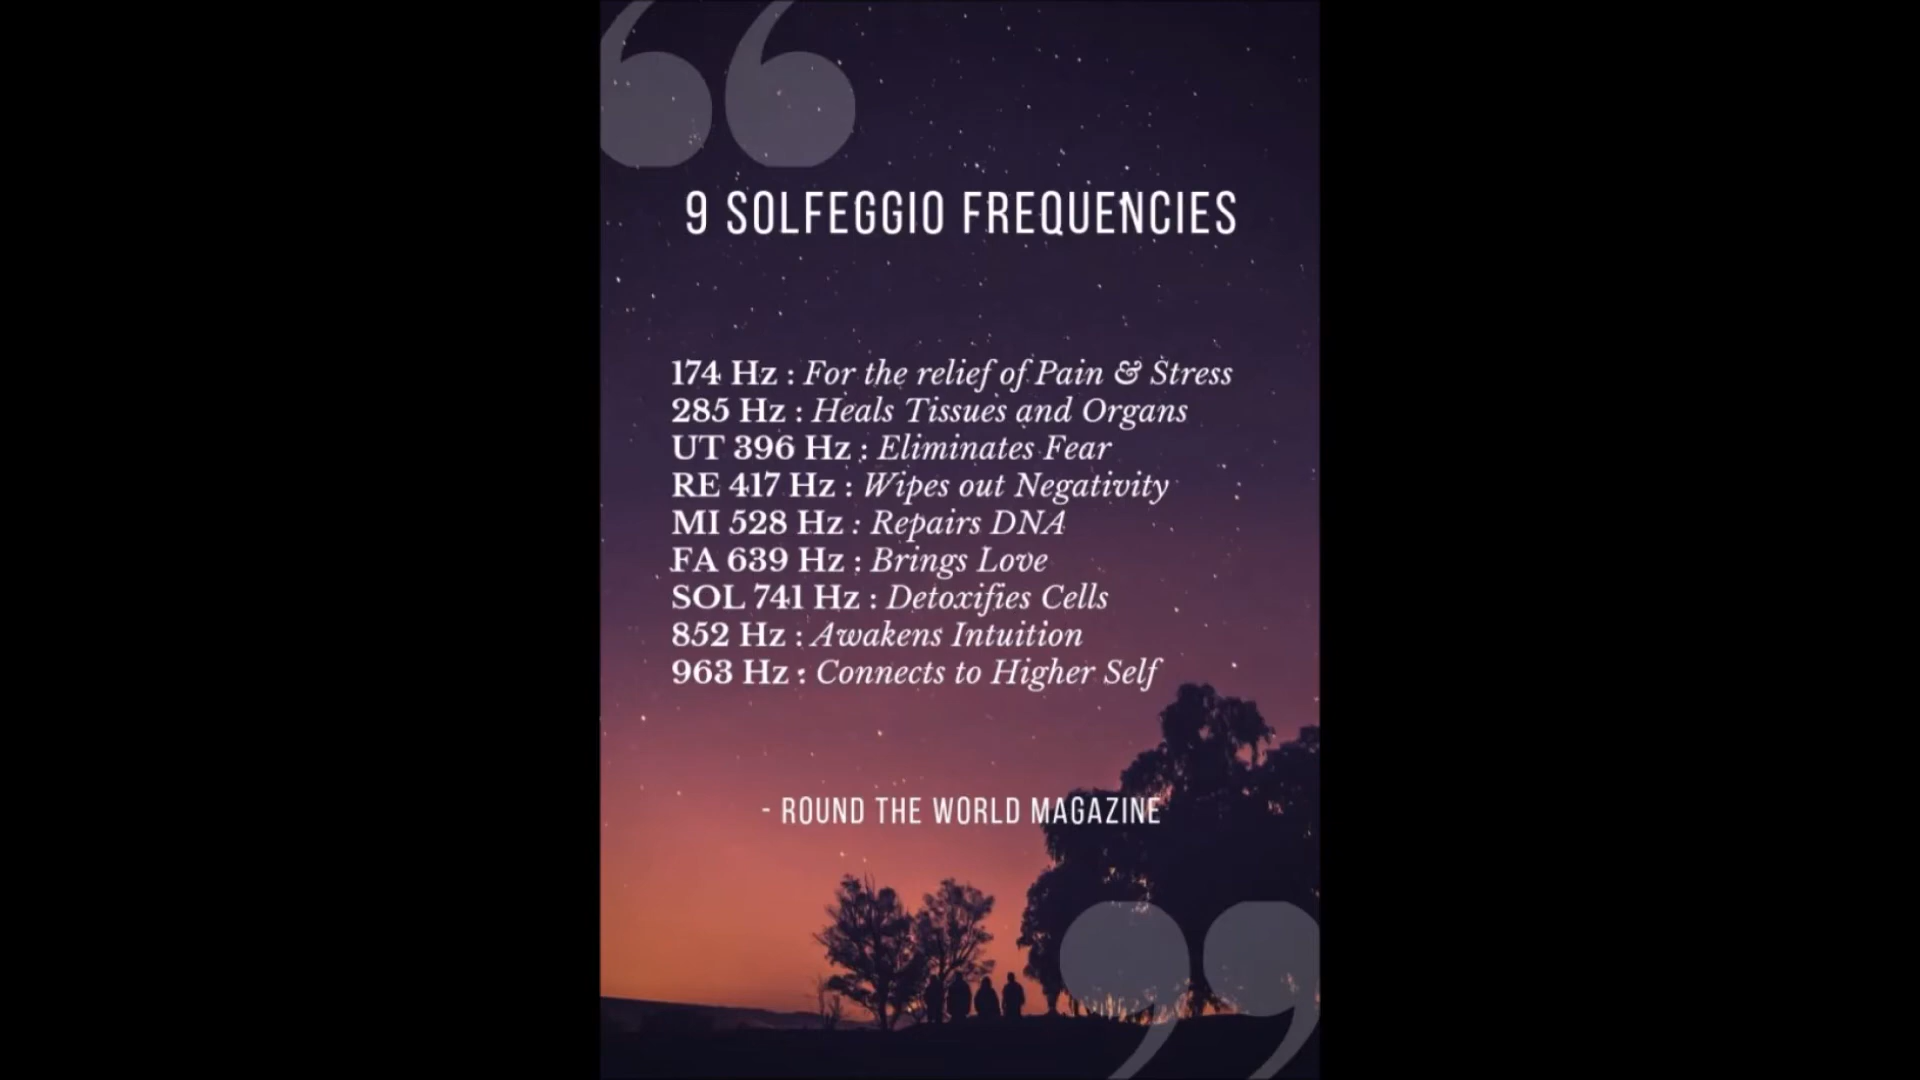 9 SOLFEGGIO FREQUENCIES
174 Hz : For the relief of Pain & Stress
285 Hz : Heals Tissues and Organs
UT 396 Hz : Eliminates Fear
RE 417 Hz : Wipes out Negativity
MI 528 Hz : Repairs DNA
FA 639 Hz : Brings Love
SOL 741 Hz : Detoxifies Cells
852 Hz : Awakens Intuition
963 Hz : Connects to Higher Self
- ROUND THE WORLD MAGAZINE